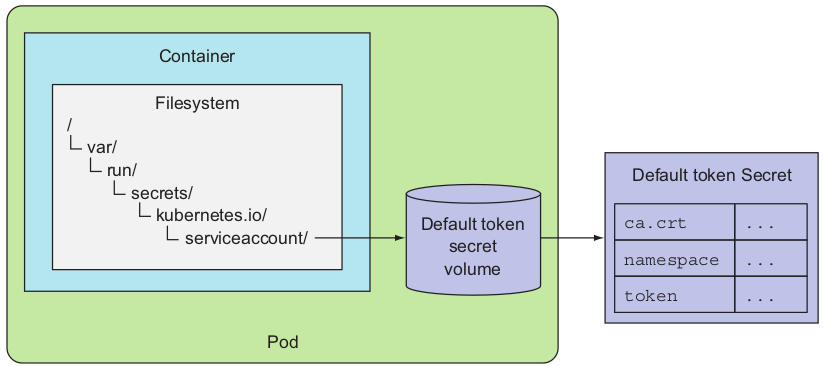 Container
Filesystem
/
var/
run/
secrets/
kubernetes.io/
serviceaccount/
Default token
secret
volume
Pod
Default token Secret
ca.crt ...
namespace ...
token ...